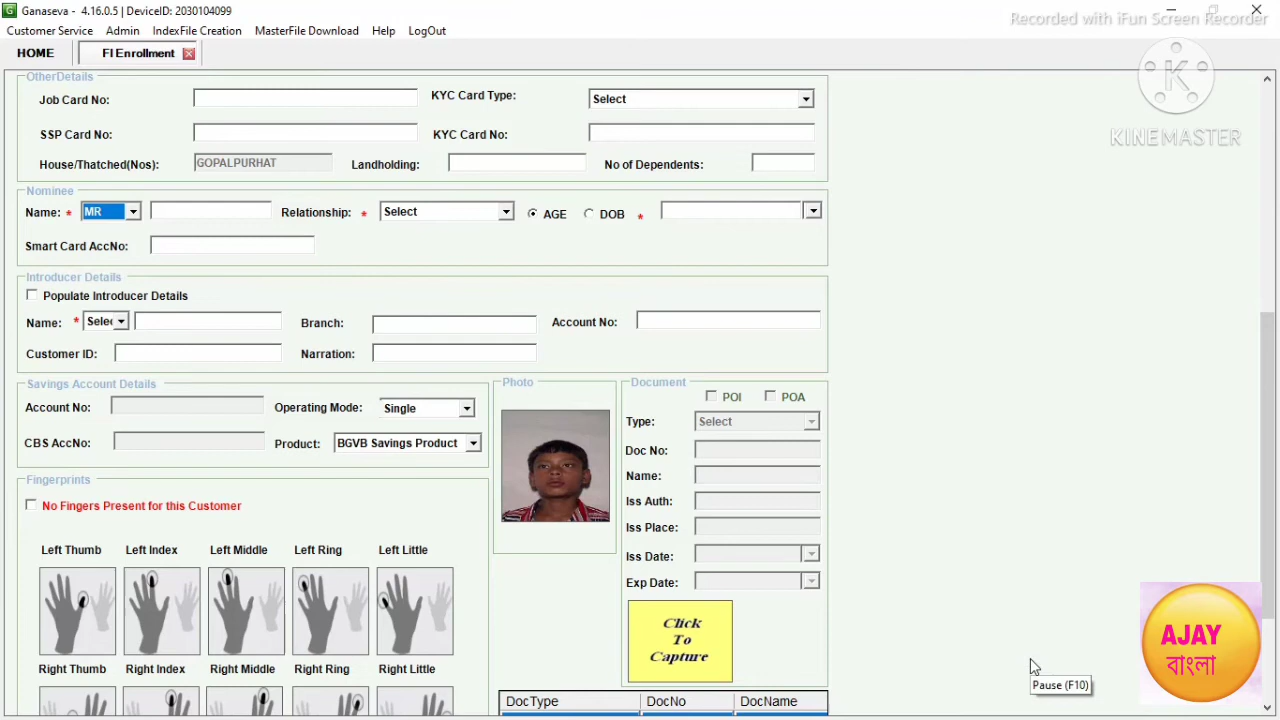 Ganaseva - 4.16.0.5 | DeviceID: 2030104099
Recorded with iFun Screen Recorder
Customer Service Admin IndexFile Creation MasterFile Download Help LogOut
HOME FI Enrollment
KINEMASTER
OtherDetails
Job Card No: KYC Card Type: Select
SSP Card No: KYC Card No:
House/Thatched(Nos): GOPALPURHAT Landholding: No of Dependents:
Nominee
Name: * MR Relationship: * Select AGE DOB *
Smart Card AccNo:
Introducer Details
Populate Introducer Details
Name: * Selec Branch: Account No:
Customer ID: Narration:
Savings Account Details
Account No: Operating Mode: Single
CBS AccNo: Product: BGVB Savings Product
Photo
Document
POI POA
Type: Select
Doc No:
Name:
Iss Auth:
Iss Place:
Iss Date:
Exp Date:
Click
To
Capture
Fingerprints
No Fingers Present for this Customer
Left Thumb Left Index Left Middle Left Ring Left Little
Right Thumb Right Index Right Middle Right Ring Right Little
DocType DocNo DocName
Pause (F10)
AJAY
বাংলা